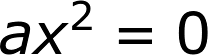 ax² = 0